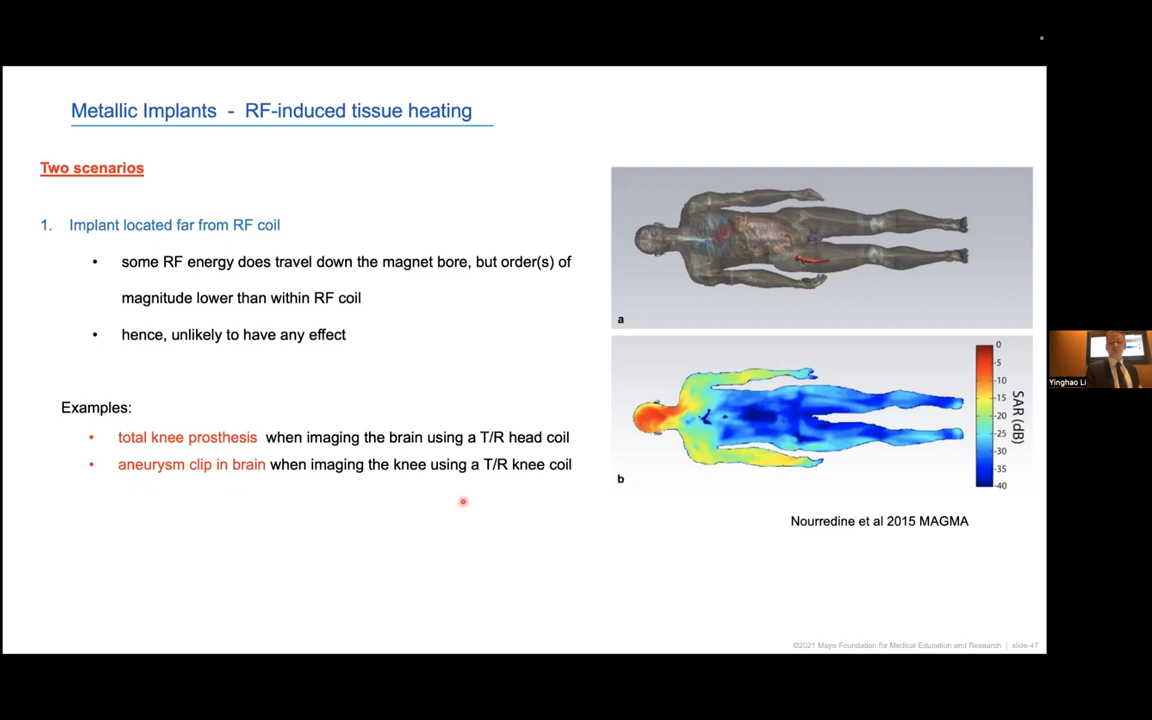 Metallic Implants - RF-induced tissue heating
Two scenarios
1. Implant located far from RF coil
• some RF energy does travel down the magnet bore, but order(s) of
magnitude lower than within RF coil
• hence, unlikely to have any effect
Examples:
• total knee prosthesis when imaging the brain using a T/R head coil
• aneurysm clip in brain when imaging the knee using a T/R knee coil
a
b
0
-5
-10
-15
-20
-25
-30
-35
-40
SAR (dB)
Nourredine et al 2015 MAGMA
Yinghao Li
©2021 Mayo Foundation for Medical Education and Research | slide-47